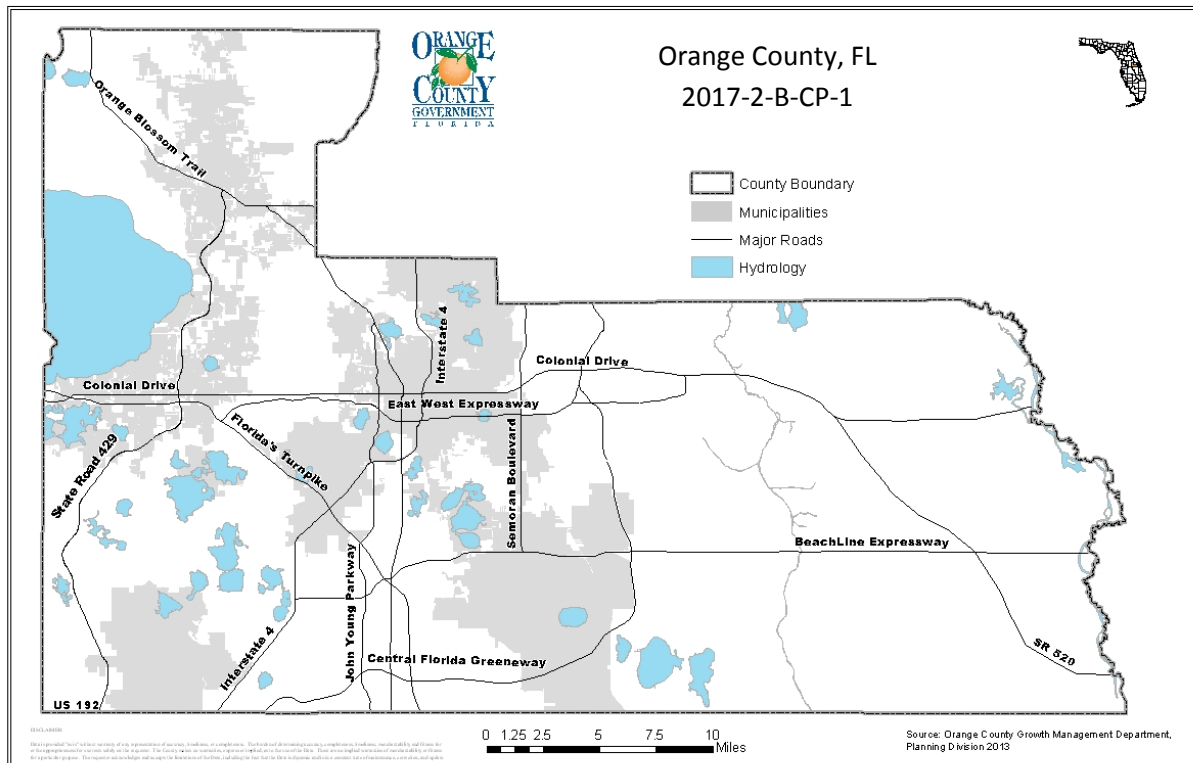 ORANGE
COUNTY
GOVERNMENT
FLORIDA
Orange County, FL
2017-2-B-CP-1
County Boundary
Municipalities
Major Roads
Hydrology
Orange Blossom Trail
Interstate 4
Colonial Drive
Colonial Drive
East West Expressway
Florida's Turnpike
State Road 429
Semoran Boulevard
BeachLine Expressway
John Young Parkway
Interstate 4
Central Florida Greeneway
SR 520
US 192
DISCLAIMER
0 1.25 2.5 5 7.5 10
Miles
Source: Orange County Growth Management Department,
Planning Division